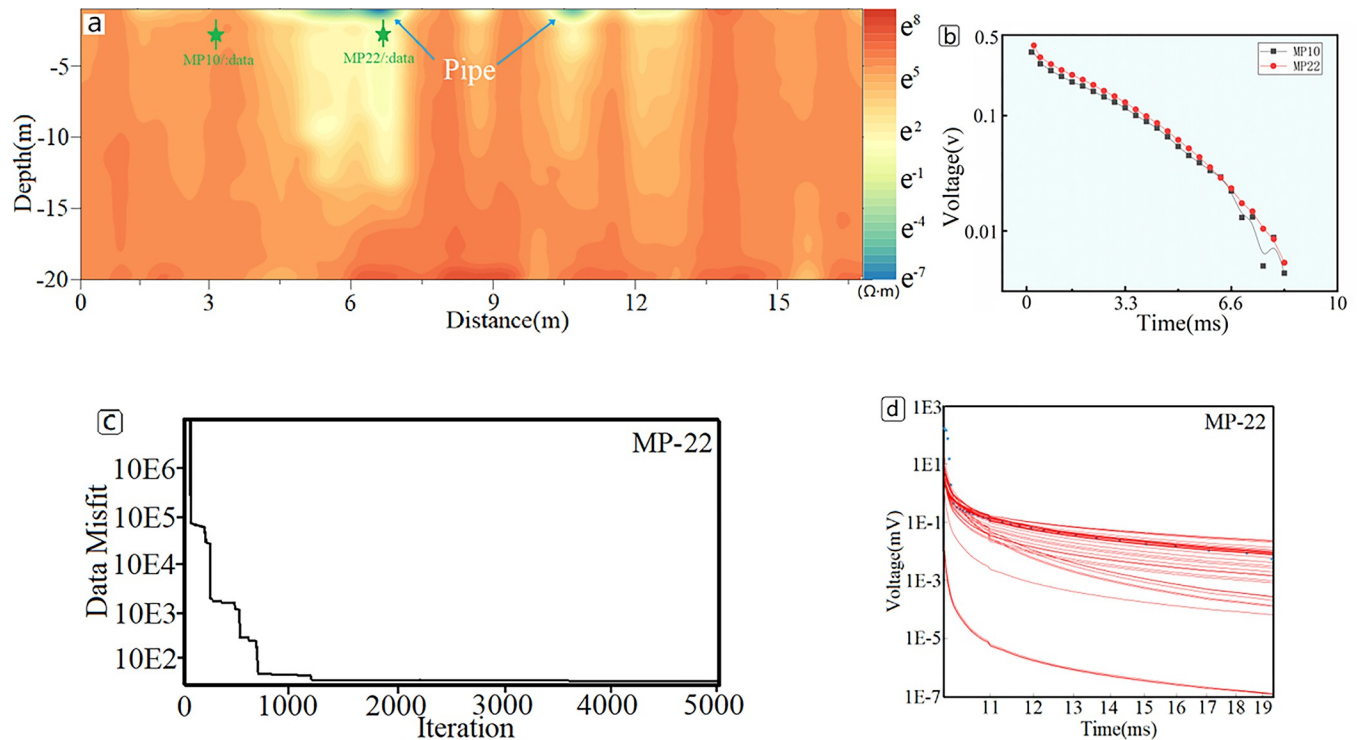 a
MP10/:data
MP22/:data
Pipe
-5
-10
-15
-20
Depth(m)
0 3 6 9 12 15
Distance(m)
e8
e5
e2
e-1
e-4
e-7
(Ω·m)
b
0.5
0.1
0.01
Voltage(v)
MP10
MP22
0 3.3 6.6 10
Time(ms)
c
MP-22
10E6
10E5
10E4
10E3
10E2
Data Misfit
0 1000 2000 3000 4000 5000
Iteration
d
MP-22
1E3
1E1
1E-1
1E-3
1E-5
1E-7
Voltage(mV)
11 12 13 14 15 16 17 18 19
Time(ms)